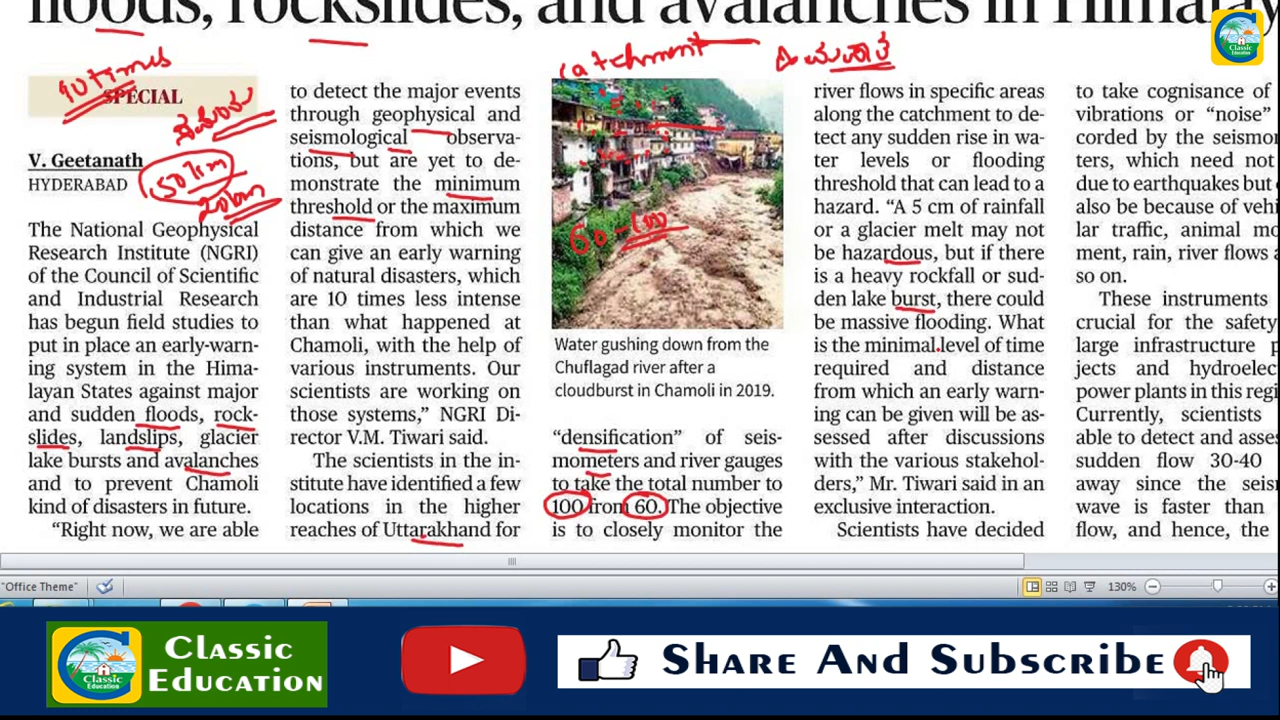 floods, rockslides, and avalanches in Himalay
Classic
Education
10 times
catchment
SPECIAL
V. Geetanath
HYDERABAD
The National Geophysical
Research Institute (NGRI)
of the Council of Scientific
and Industrial Research
has begun field studies to
put in place an early-warn-
ing system in the Hima-
layan States against major
and sudden floods, rock-
slides, landslips, glacier
lake bursts and avalanches
and to prevent Chamoli
kind of disasters in future.
“Right now, we are able
to detect the major events
through geophysical and
seismological observa-
tions, but are yet to de-
monstrate the minimum
threshold or the maximum
distance from which we
can give an early warning
of natural disasters, which
are 10 times less intense
than what happened at
Chamoli, with the help of
various instruments. Our
scientists are working on
those systems,” NGRI Di-
rector V.M. Tiwari said.
The scientists in the in-
stitute have identified a few
locations in the higher
reaches of Uttarakhand for
60-100
Water gushing down from the
Chuflagad river after a
cloudburst in Chamoli in 2019.
“densification” of seis-
mometers and river gauges
to take the total number to
100 from 60. The objective
is to closely monitor the
river flows in specific areas
along the catchment to de-
tect any sudden rise in wa-
ter levels or flooding
threshold that can lead to a
hazard. “A 5 cm of rainfall
or a glacier melt may not
be hazardous, but if there
is a heavy rockfall or sud-
den lake burst, there could
be massive flooding. What
is the minimal level of time
required and distance
from which an early warn-
ing can be given will be as-
sessed after discussions
with the various stakehol-
ders,” Mr. Tiwari said in an
exclusive interaction.
Scientists have decided
to take cognisance of
vibrations or “noise”
corded by the seismo
ters, which need not
due to earthquakes but
also be because of vehi
lar traffic, animal mo
ment, rain, river flows a
so on.
These instruments
crucial for the safety
large infrastructure p
jects and hydroelec
power plants in this regi
Currently, scientists
able to detect and asses
sudden flow 30-40
away since the seis
wave is faster than
flow, and hence, the
"Office Theme"
130%
Classic
Education
Classic
Education
Share And Subscribe